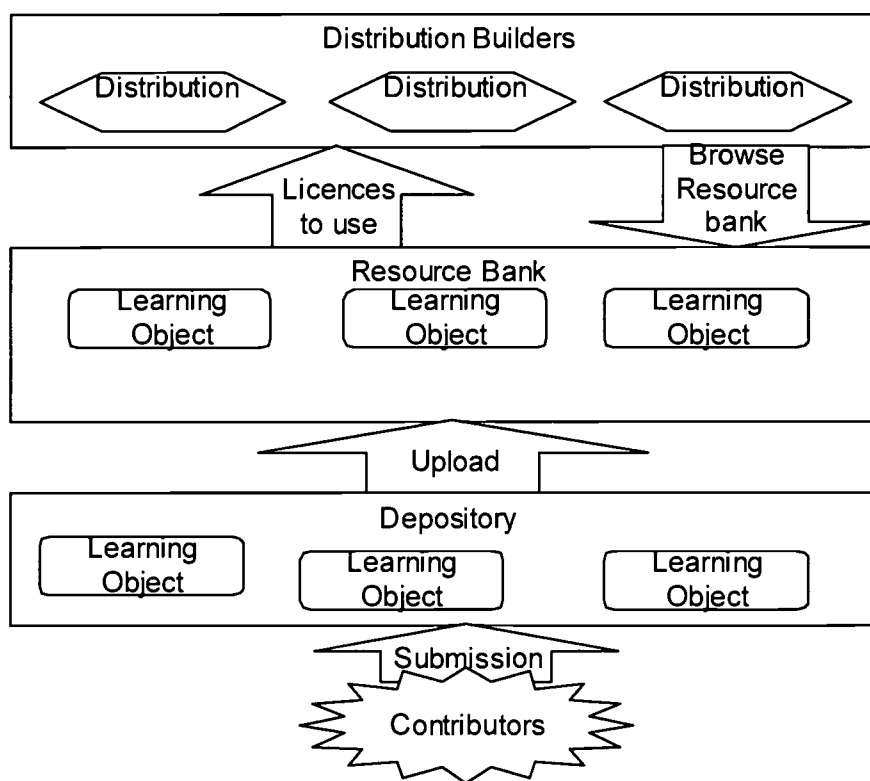 Distribution Builders
Distribution
Distribution
Distribution
Licences
to use
Browse
Resource
bank
Resource Bank
Learning
Object
Learning
Object
Learning
Object
Upload
Depository
Learning
Object
Learning
Object
Learning
Object
Submission
Contributors